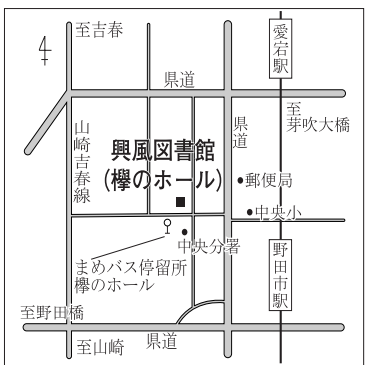 至吉春
愛宕駅
県道
至
芽吹大橋
山崎吉春線
県道
興風図書館
(欅のホール)
●郵便局
●中央小
中央分署
まめバス停留所
欅のホール
野田市駅
至野田橋
県道
至山崎